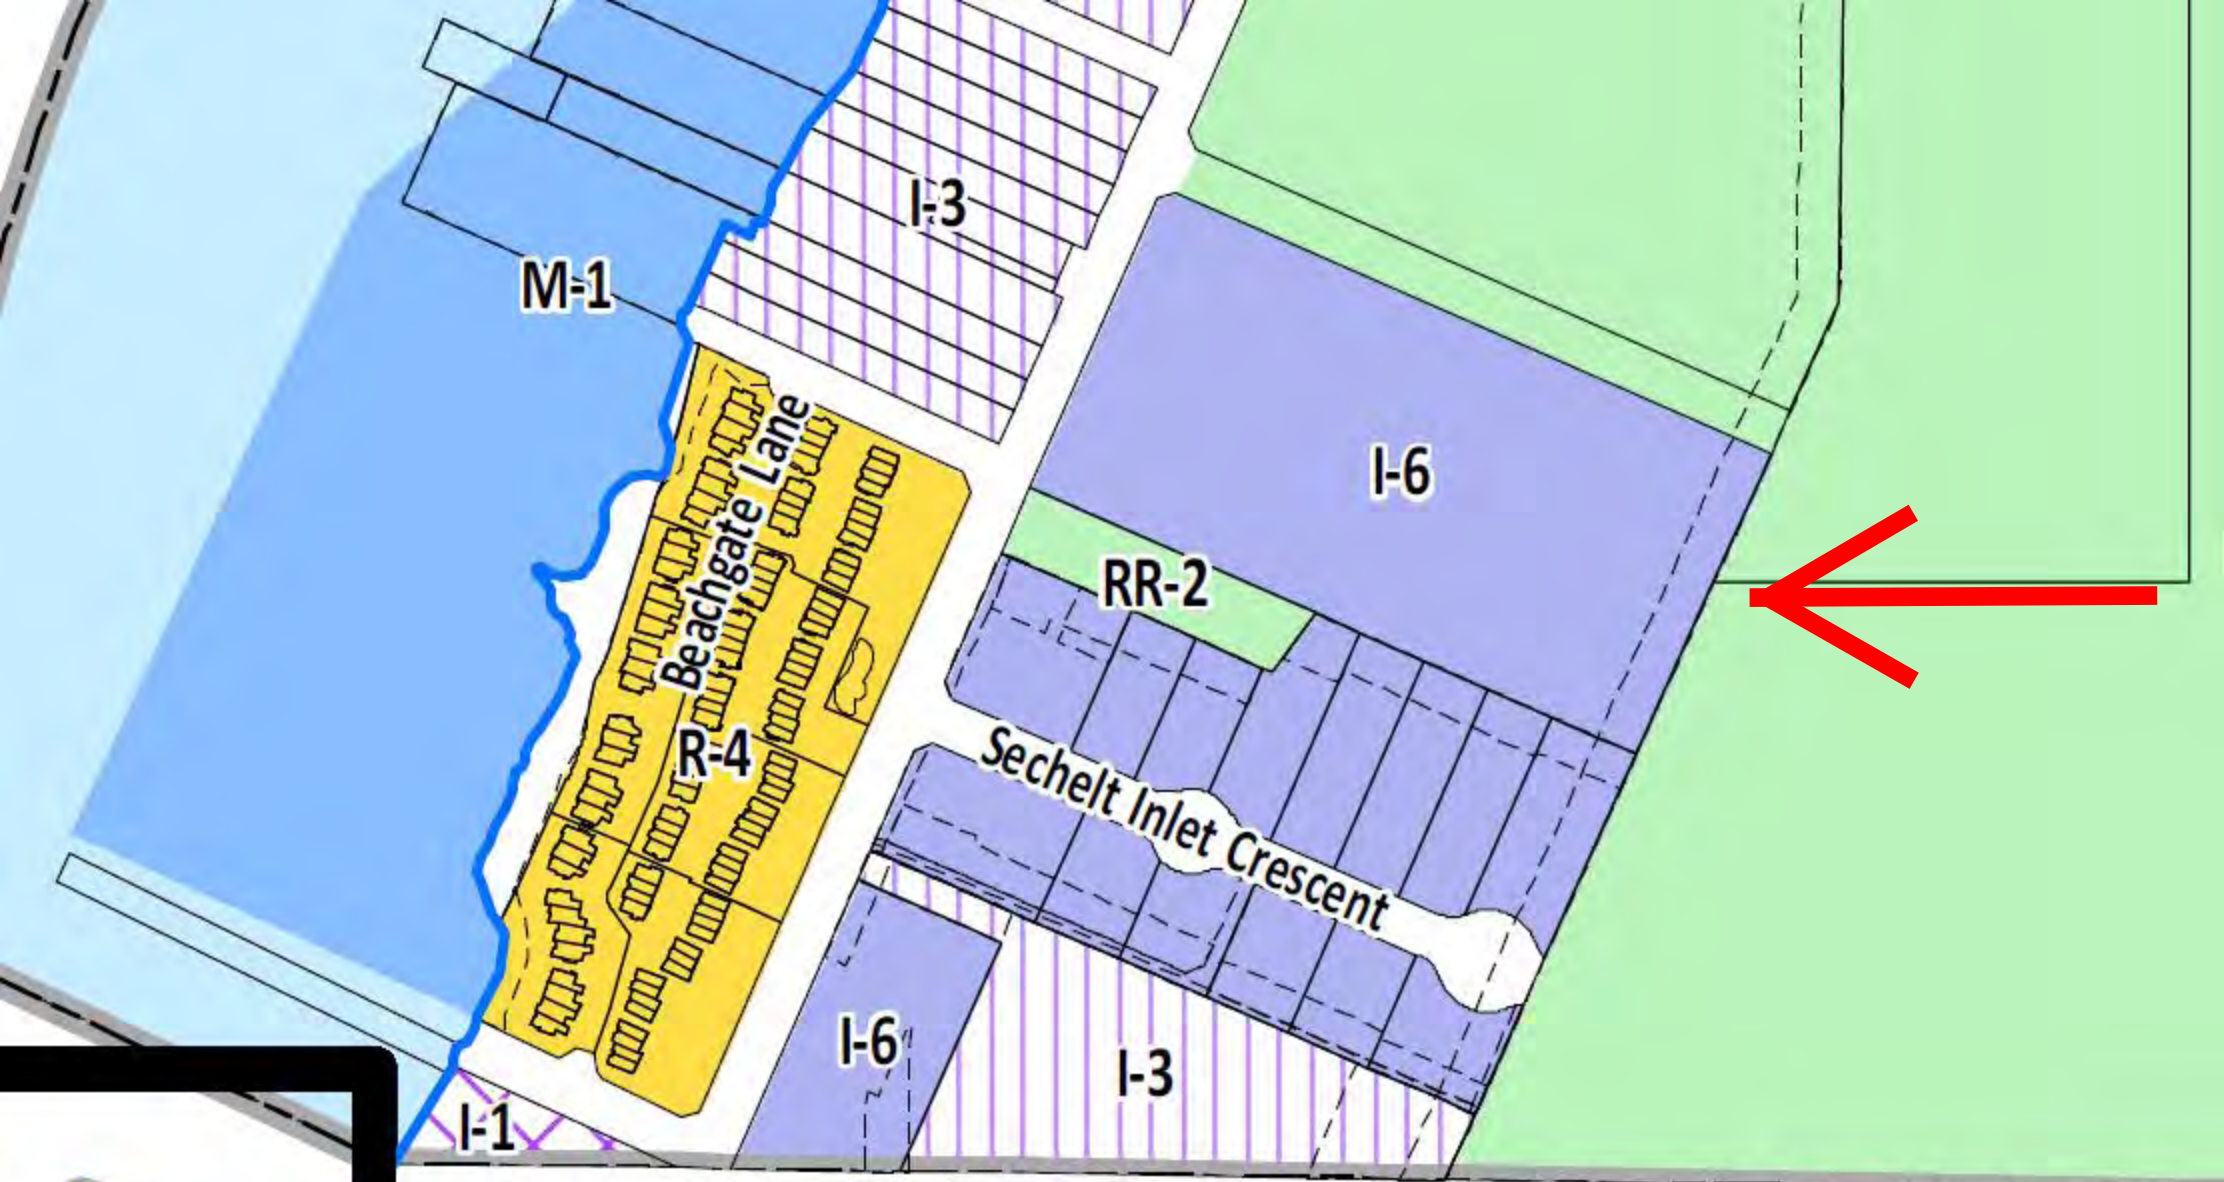 I-3
M-1
I-6
Beachgate Lane
RR-2
R-4
Sechelt Inlet Crescent
I-6
I-3
I-1